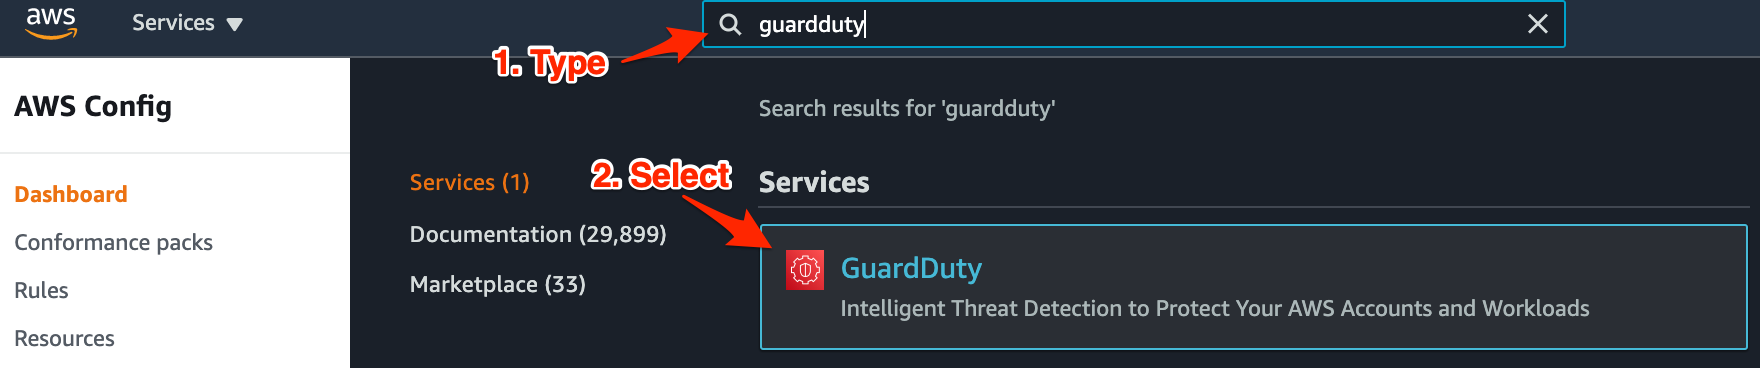 aws
Services
guardduty
1. Type
AWS Config
Search results for 'guardduty'
Services (1)
2. Select
Services
Dashboard
Documentation (29,899)
Conformance packs
GuardDuty
Marketplace (33)
Rules
Intelligent Threat Detection to Protect Your AWS Accounts and Workloads
Resources